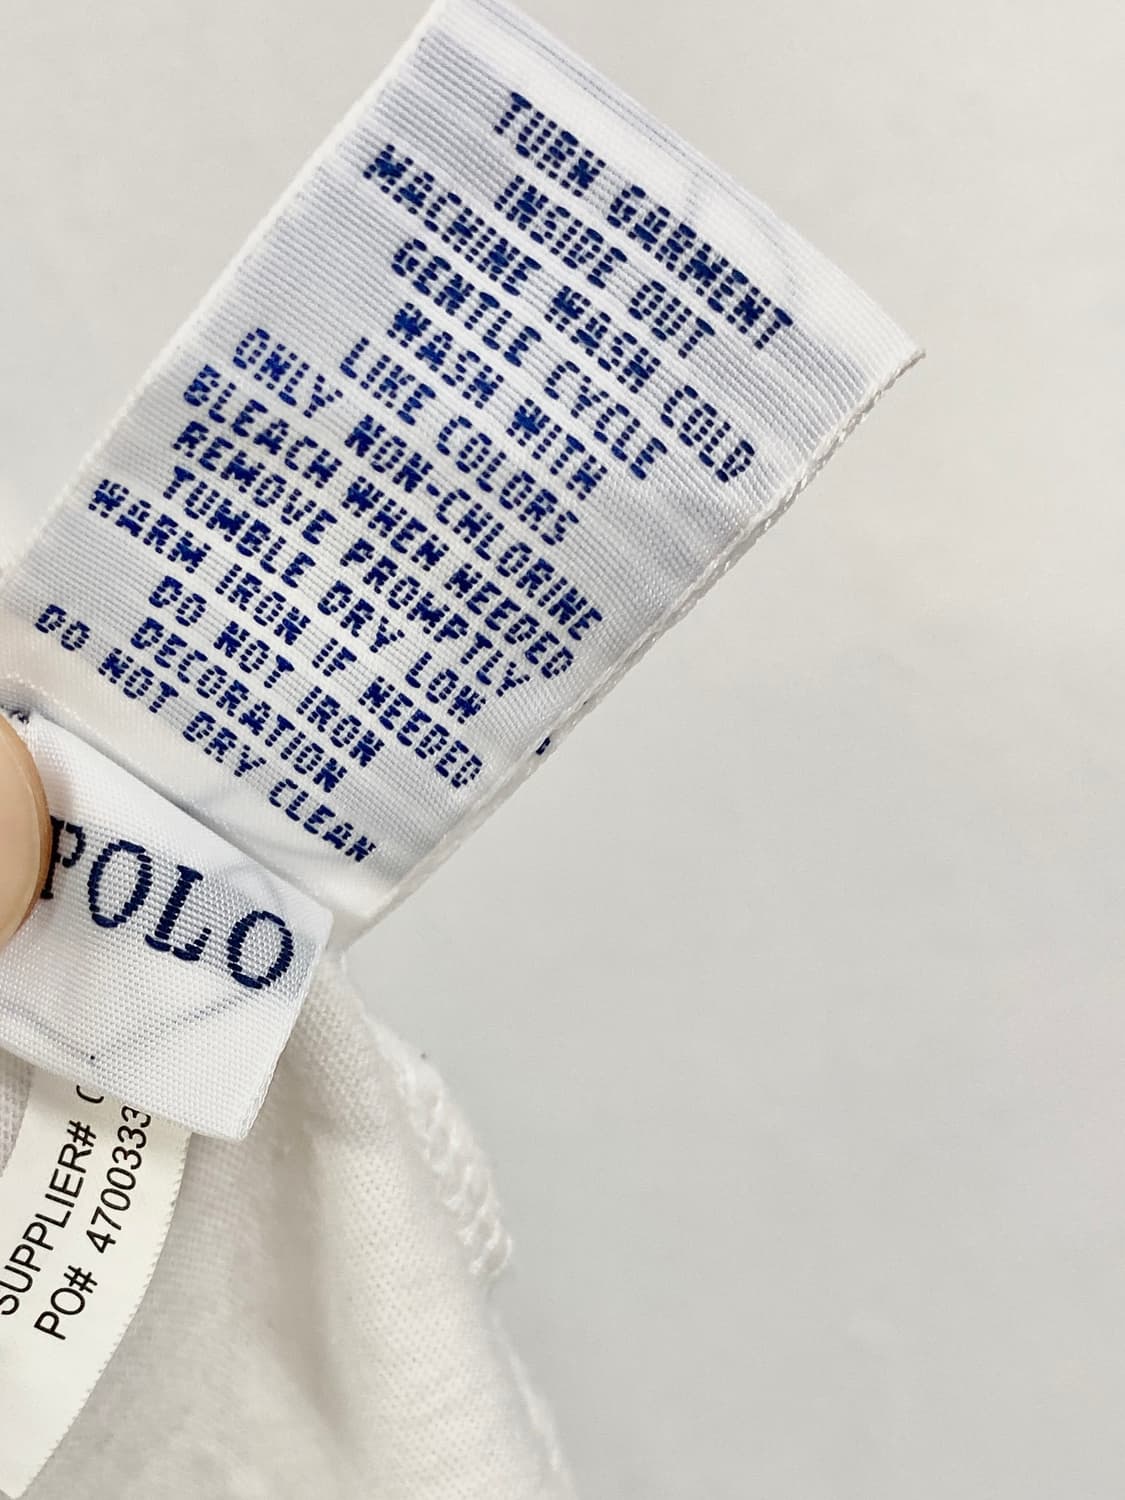 TURN GARMENT
INSIDE OUT
MACHINE WASH COLD
GENTLE CYCLE
WASH WITH
LIKE COLORS
ONLY NON-CHLORINE
BLEACH WHEN NEEDED
REMOVE PROMPTLY
TUMBLE DRY LOW
WARM IRON IF NEEDED
DO NOT IRON
DECORATION
DO NOT DRY CLEAN
POLO
SUPPLIER#
PO# 4700333